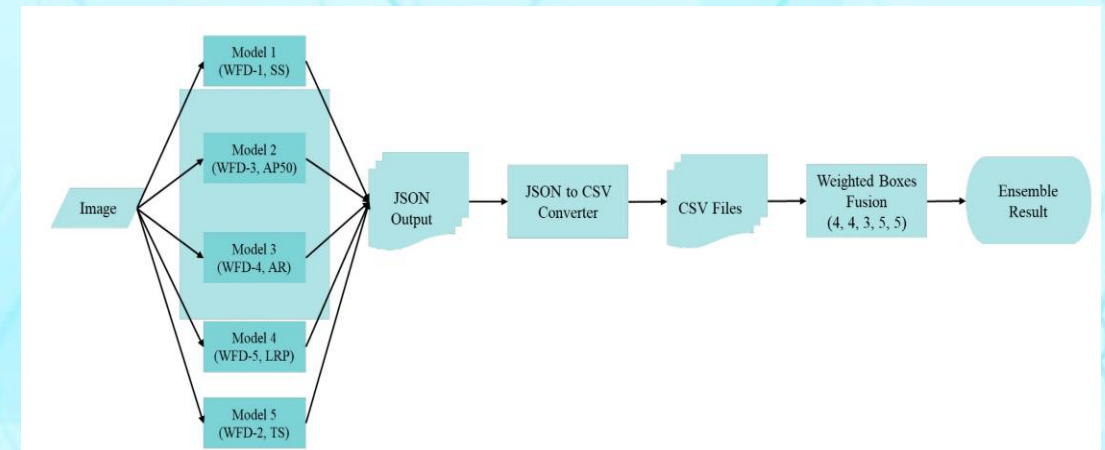 Image
Model 1
(WFD-1, SS)
Model 2
(WFD-3, AP50)
Model 3
(WFD-4, AR)
Model 4
(WFD-5, LRP)
Model 5
(WFD-2, TS)
JSON
Output
JSON to CSV
Converter
CSV Files
Weighted Boxes
Fusion
(4, 4, 3, 5, 5)
Ensemble
Result